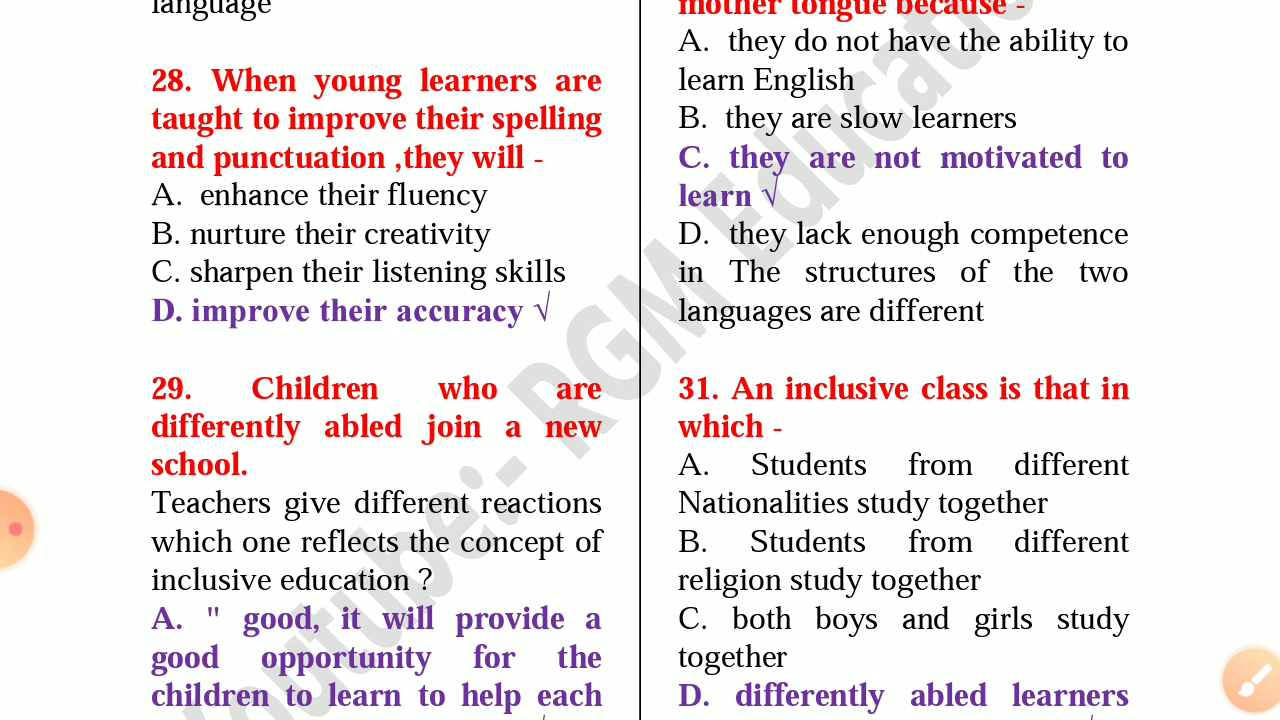 language
28. When young learners are
taught to improve their spelling
and punctuation ,they will -
A. enhance their fluency
B. nurture their creativity
C. sharpen their listening skills
D. improve their accuracy √
29. Children who are
differently abled join a new
school.
Teachers give different reactions
which one reflects the concept of
inclusive education ?
A. " good, it will provide a
good opportunity for the
children to learn to help each
mother tongue because -
A. they do not have the ability to
learn English
B. they are slow learners
C. they are not motivated to
learn √
D. they lack enough competence
in The structures of the two
languages are different
31. An inclusive class is that in
which -
A. Students from different
Nationalities study together
B. Students from different
religion study together
C. both boys and girls study
together
D. differently abled learners
outube:- RGM Educatio